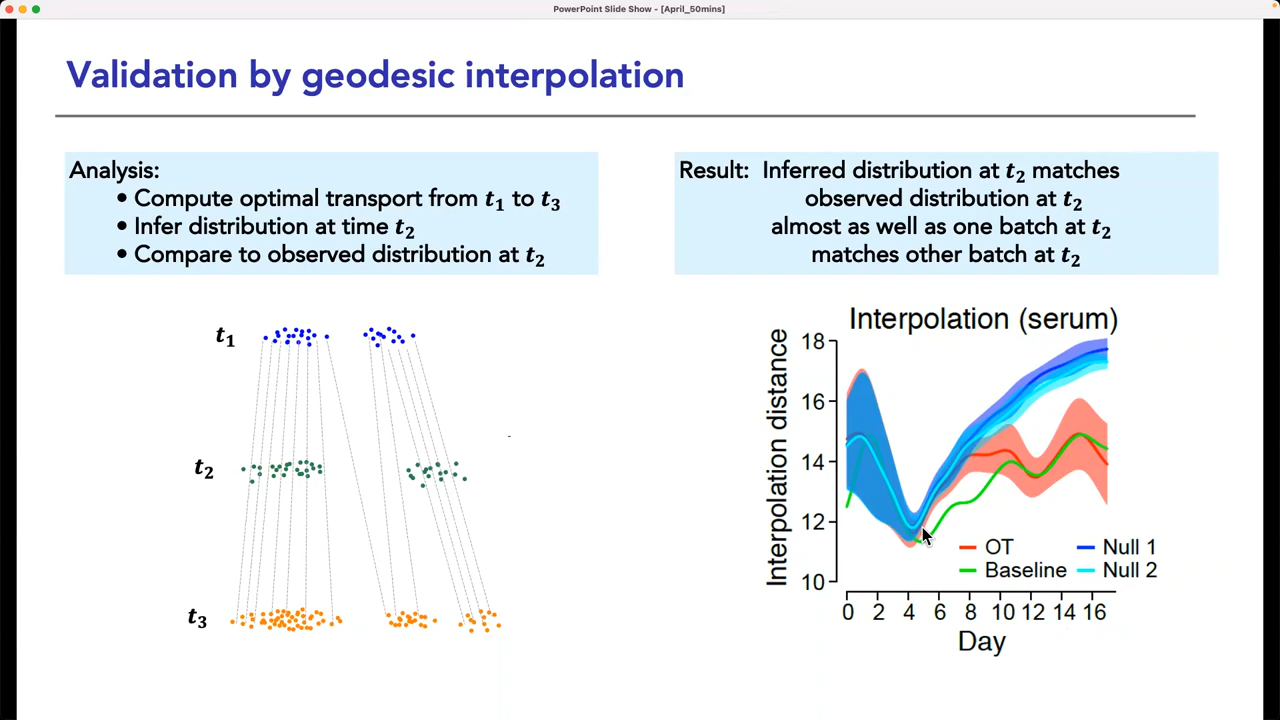 PowerPoint Slide Show - [April_50mins]
Validation by geodesic interpolation
Analysis:
• Compute optimal transport from t₁ to t₃
• Infer distribution at time t₂
• Compare to observed distribution at t₂
Result: Inferred distribution at t₂ matches
observed distribution at t₂
almost as well as one batch at t₂
matches other batch at t₂
t₁
t₂
t₃
Interpolation (serum)
Interpolation distance
18
16
14
12
10
OT
Baseline
Null 1
Null 2
0 2 4 6 8 10 12 14 16
Day